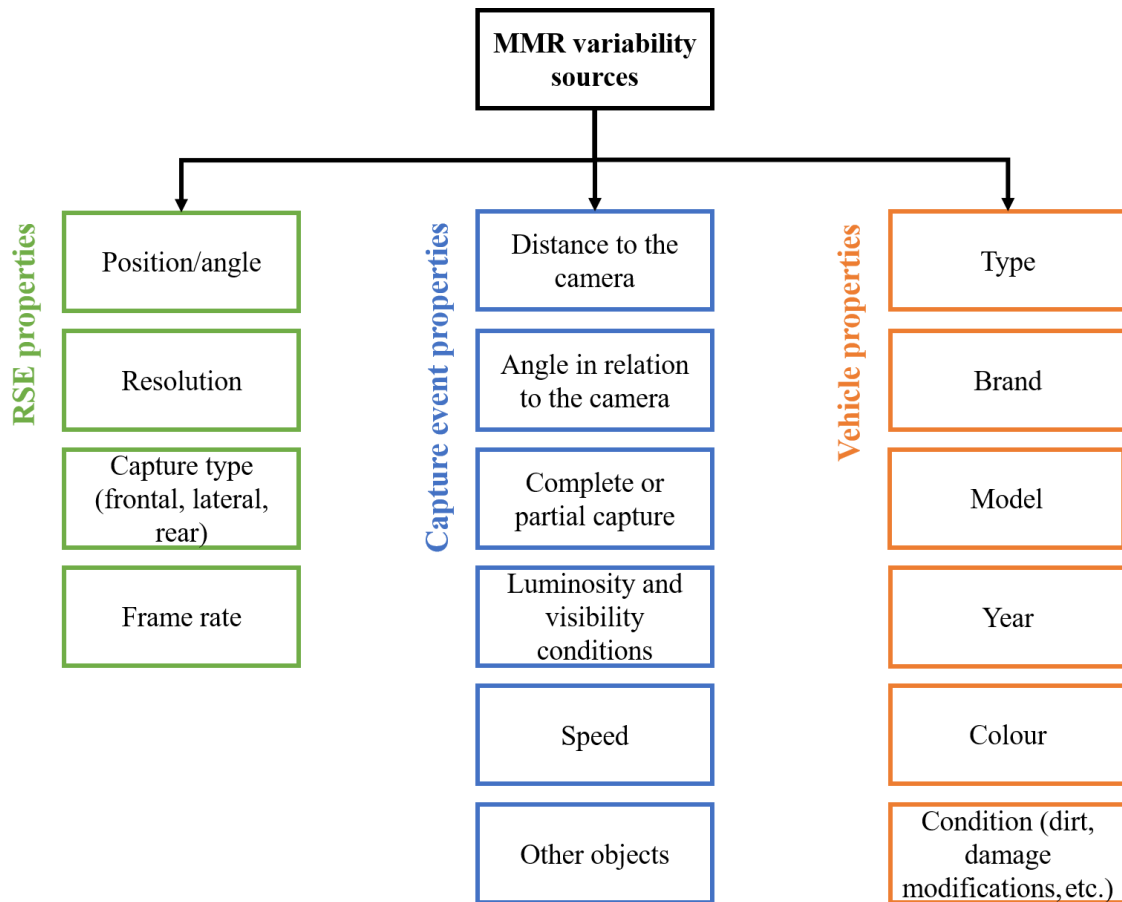 MMR variability
sources
RSE properties
Position/angle
Resolution
Capture type
(frontal, lateral,
rear)
Frame rate
Capture event properties
Distance to the
camera
Angle in relation
to the camera
Complete or
partial capture
Luminosity and
visibility
conditions
Speed
Other objects
Vehicle properties
Type
Brand
Model
Year
Colour
Condition (dirt,
damage
modifications, etc.)